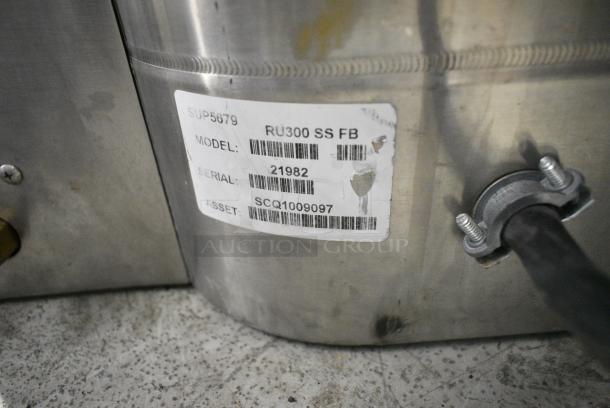 SUP5679
MODEL: RU300 SS FB
SERIAL: 21982
ASSET: SCQ1009097
AUCTION GROUP